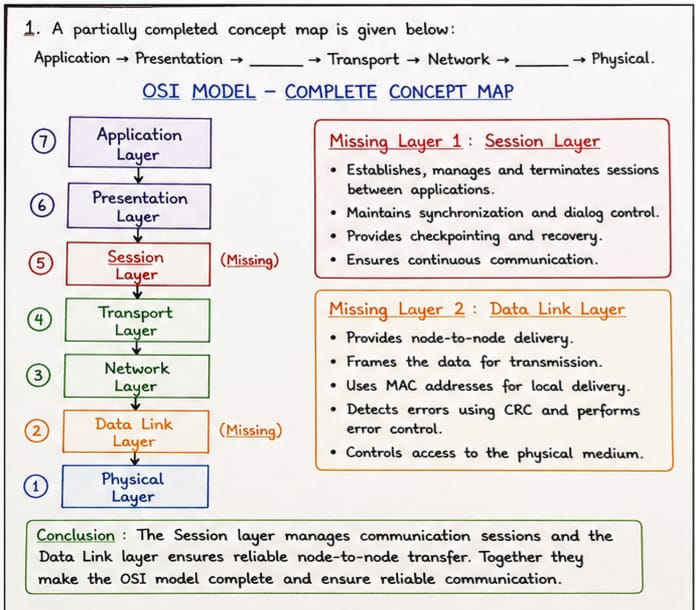 1. A partially completed concept map is given below:
Application → Presentation → ______ → Transport → Network → ______ → Physical.
OSI MODEL – COMPLETE CONCEPT MAP
7 Application
Layer
6 Presentation
Layer
5 Session
Layer
(Missing)
4 Transport
Layer
3 Network
Layer
2 Data Link
Layer
(Missing)
1 Physical
Layer
Missing Layer 1 : Session Layer
• Establishes, manages and terminates sessions
between applications.
• Maintains synchronization and dialog control.
• Provides checkpointing and recovery.
• Ensures continuous communication.
Missing Layer 2 : Data Link Layer
• Provides node-to-node delivery.
• Frames the data for transmission.
• Uses MAC addresses for local delivery.
• Detects errors using CRC and performs
error control.
• Controls access to the physical medium.
Conclusion : The Session layer manages communication sessions and the
Data Link layer ensures reliable node-to-node transfer. Together they
make the OSI model complete and ensure reliable communication.